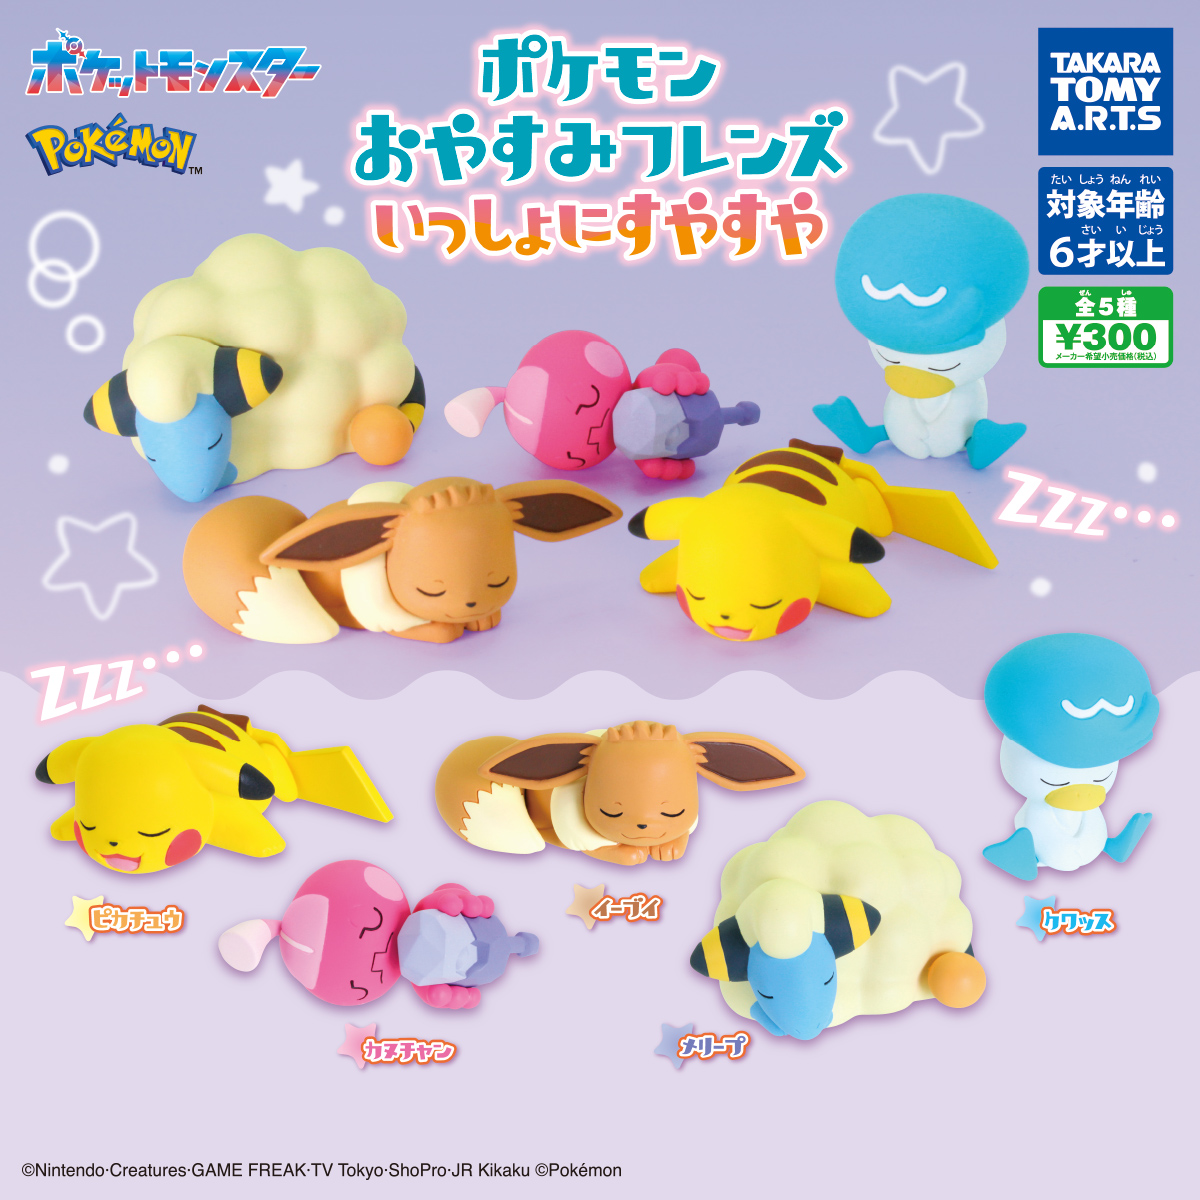 ポケットモンスター
POKéMON™
ポケモン
おやすみフレンズ
いっしょにすやすや
TAKARA
TOMY
A.R.T.S
たいしょうねんれい
対象年齢
さいいじょう
6才以上
ぜん しゅ
全5種
¥300
メーカー希望小売価格(税込)
ZZZ…
ZZZ…
ピカチュウ
イーブイ
クワッス
カヌチャン
メリープ
©Nintendo·Creatures·GAME FREAK·TV Tokyo·ShoPro·JR Kikaku ©Pokémon